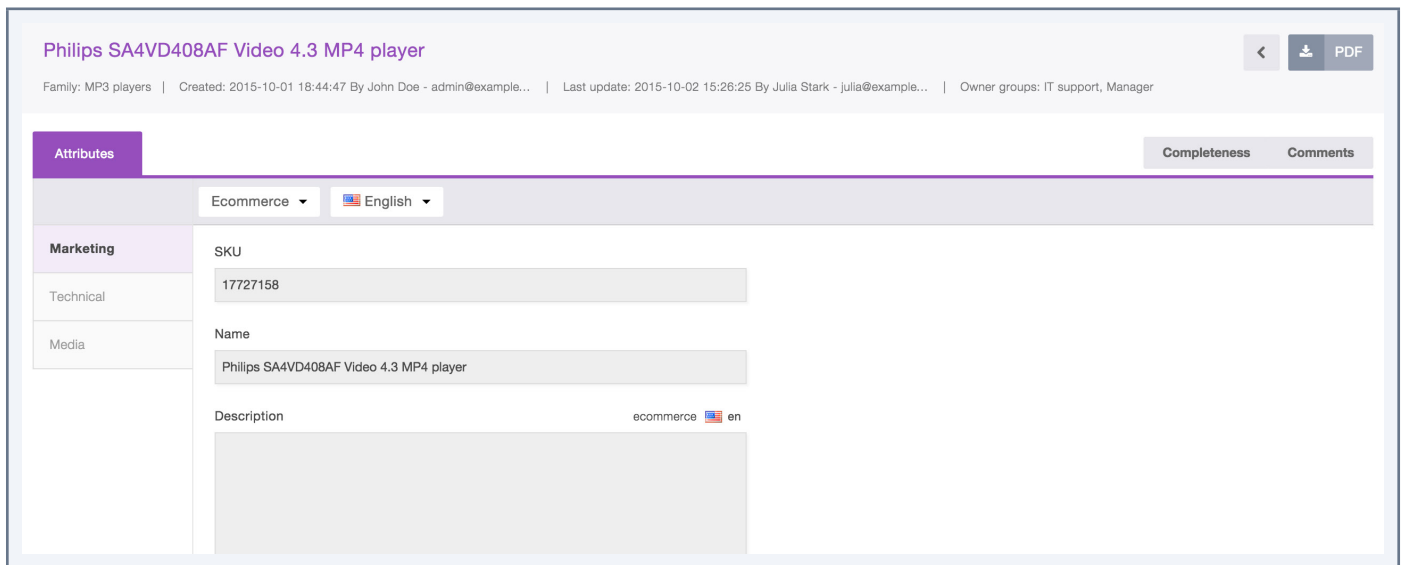 Philips SA4VD408AF Video 4.3 MP4 player
PDF
Family: MP3 players | Created: 2015-10-01 18:44:47 By John Doe - admin@example... | Last update: 2015-10-02 15:26:25 By Julia Stark - julia@example... | Owner groups: IT support, Manager
Attributes
Completeness Comments
Ecommerce English
Marketing
Technical
Media
SKU
17727158
Name
Philips SA4VD408AF Video 4.3 MP4 player
Description ecommerce en